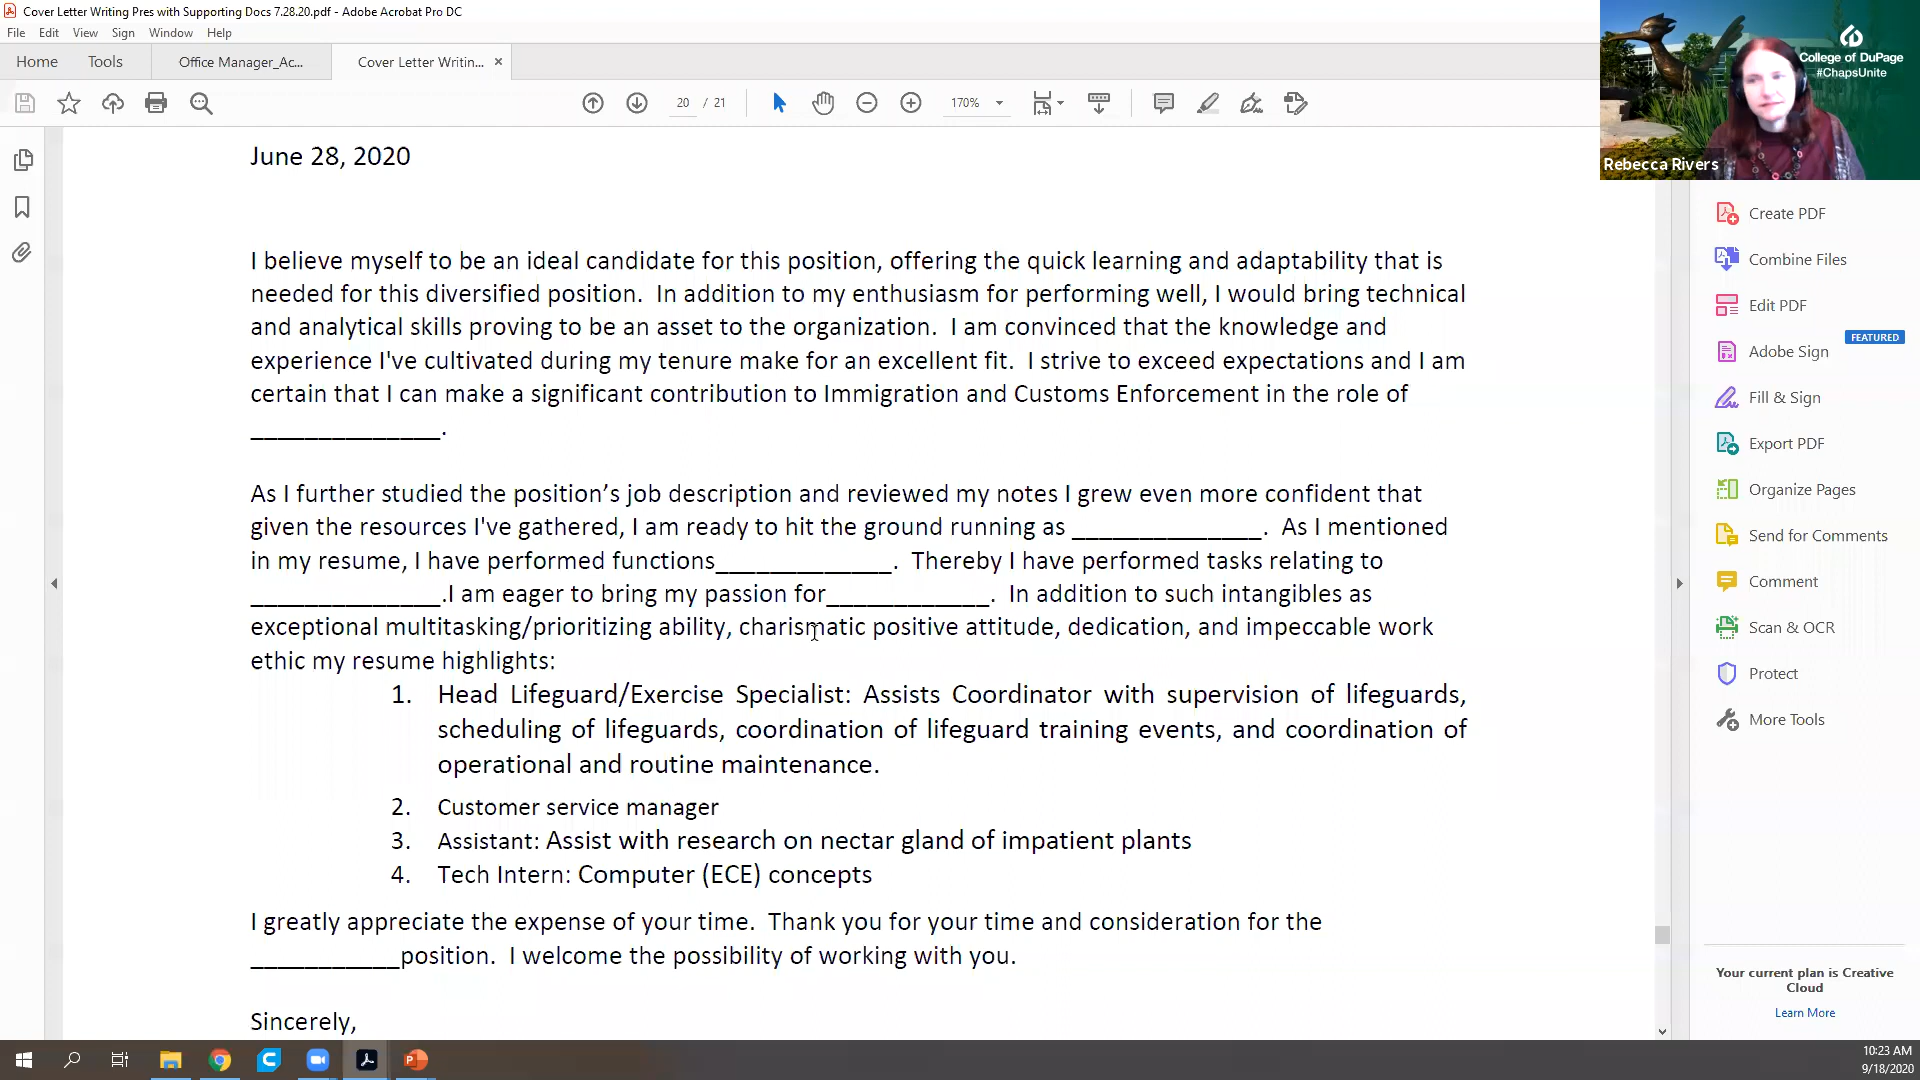 Cover Letter Writing Pres with Supporting Docs 7.28.20.pdf - Adobe Acrobat Pro DC
File Edit View Sign Window Help
Home Tools Office Manager_Ac... Cover Letter Writin... ×
20 / 21 170%
College of DuPage
#ChapsUnite
Rebecca Rivers
June 28, 2020
I believe myself to be an ideal candidate for this position, offering the quick learning and adaptability that is
needed for this diversified position.  In addition to my enthusiasm for performing well, I would bring technical
and analytical skills proving to be an asset to the organization.  I am convinced that the knowledge and
experience I've cultivated during my tenure make for an excellent fit.  I strive to exceed expectations and I am
certain that I can make a significant contribution to Immigration and Customs Enforcement in the role of
______________.
As I further studied the position’s job description and reviewed my notes I grew even more confident that
given the resources I've gathered, I am ready to hit the ground running as ______________.  As I mentioned
in my resume, I have performed functions_____________.  Thereby I have performed tasks relating to
______________.I am eager to bring my passion for____________.  In addition to such intangibles as
exceptional multitasking/prioritizing ability, charismatic positive attitude, dedication, and impeccable work
ethic my resume highlights:
1. Head Lifeguard/Exercise Specialist: Assists Coordinator with supervision of lifeguards,
scheduling of lifeguards, coordination of lifeguard training events, and coordination of
operational and routine maintenance.
2. Customer service manager
3. Assistant: Assist with research on nectar gland of impatient plants
4. Tech Intern: Computer (ECE) concepts
I greatly appreciate the expense of your time.  Thank you for your time and consideration for the
___________position.  I welcome the possibility of working with you.
Sincerely,
Create PDF
Combine Files
Edit PDF
FEATURED
Adobe Sign
Fill & Sign
Export PDF
Organize Pages
Send for Comments
Comment
Scan & OCR
Protect
More Tools
Your current plan is Creative
Cloud
Learn More
10:23 AM
9/18/2020